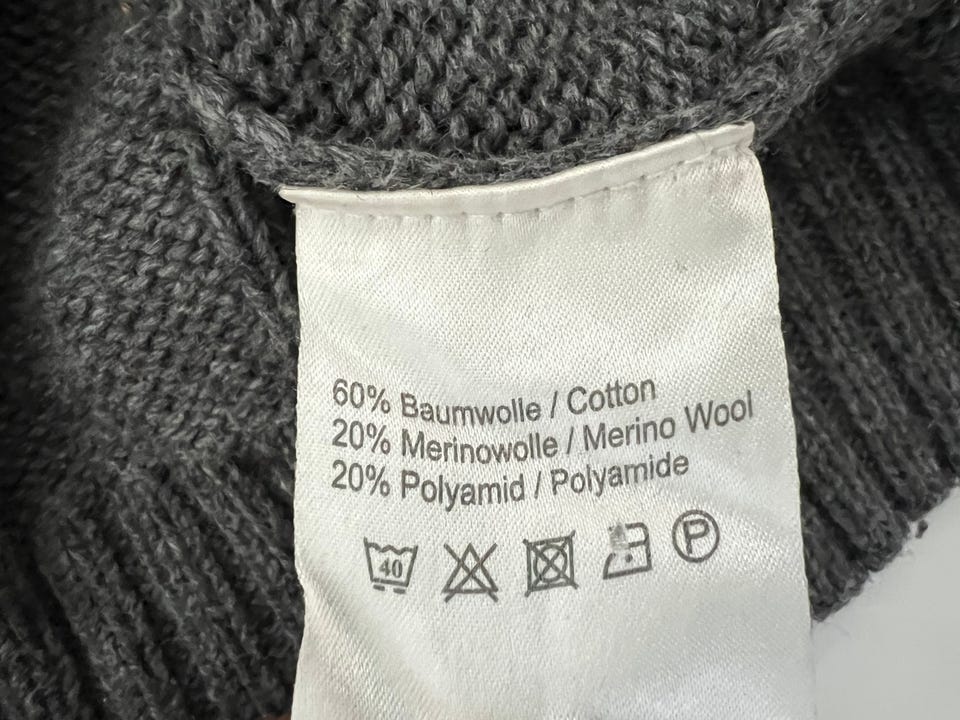 60% Baumwolle / Cotton
20% Merinowolle / Merino Wool
20% Polyamid / Polyamide
40 P